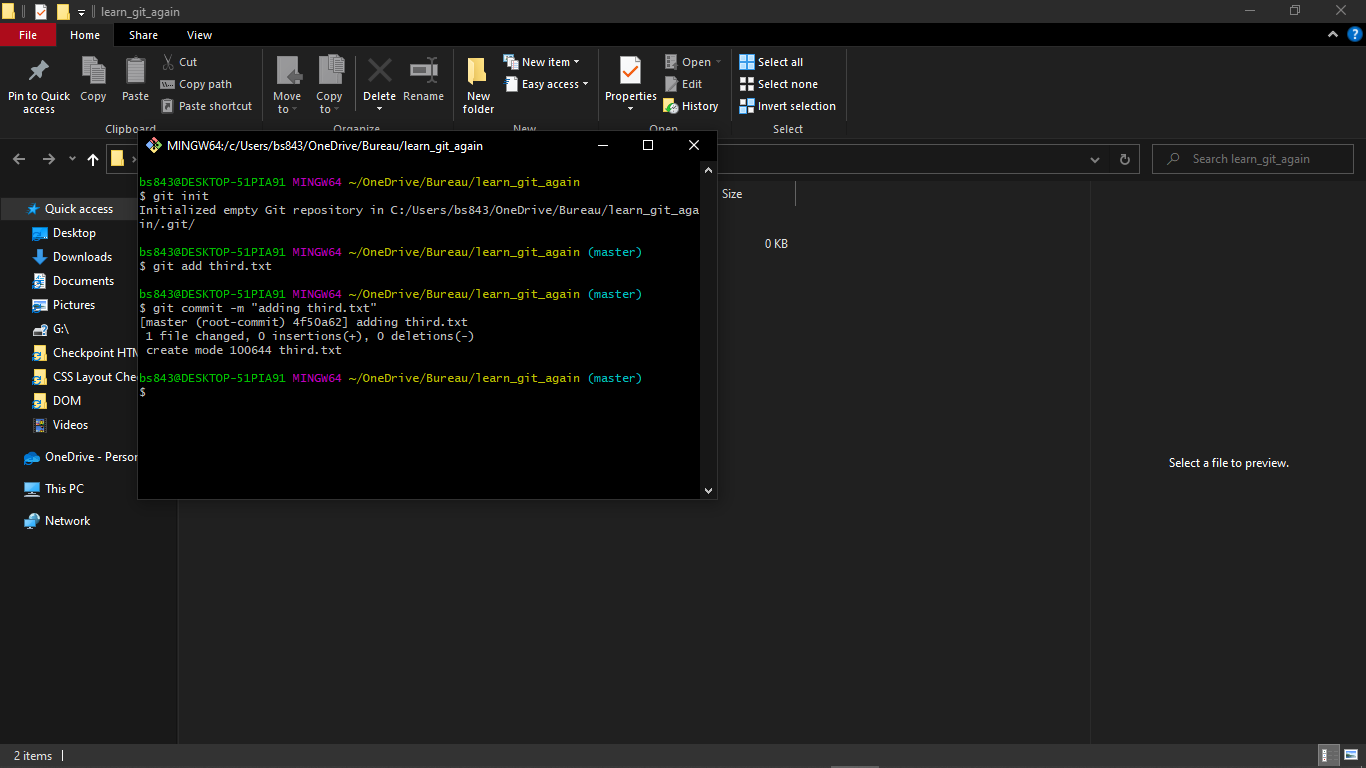 learn_git_again
File Home Share View
Pin to Quick access
Copy
Paste
Cut
Copy path
Paste shortcut
Clipboard
Move to
Copy to
Delete
Rename
Organize
New folder
New item
Easy access
New
Properties
Open
Edit
History
Open
Select all
Select none
Invert selection
Select
Search learn_git_again
Quick access
Desktop
Downloads
Documents
Pictures
G:\
Checkpoint HTM
CSS Layout Che
DOM
Videos
OneDrive - Person
This PC
Network
MINGW64:/c/Users/bs843/OneDrive/Bureau/learn_git_again
bs843@DESKTOP-51PIA91 MINGW64 ~/OneDrive/Bureau/learn_git_again
$ git init
Initialized empty Git repository in C:/Users/bs843/OneDrive/Bureau/learn_git_aga
in/.git/
bs843@DESKTOP-51PIA91 MINGW64 ~/OneDrive/Bureau/learn_git_again (master)
$ git add third.txt
bs843@DESKTOP-51PIA91 MINGW64 ~/OneDrive/Bureau/learn_git_again (master)
$ git commit -m "adding third.txt"
[master (root-commit) 4f50a62] adding third.txt
1 file changed, 0 insertions(+), 0 deletions(-)
create mode 100644 third.txt
bs843@DESKTOP-51PIA91 MINGW64 ~/OneDrive/Bureau/learn_git_again (master)
$
Size
0 KB
Select a file to preview.
2 items